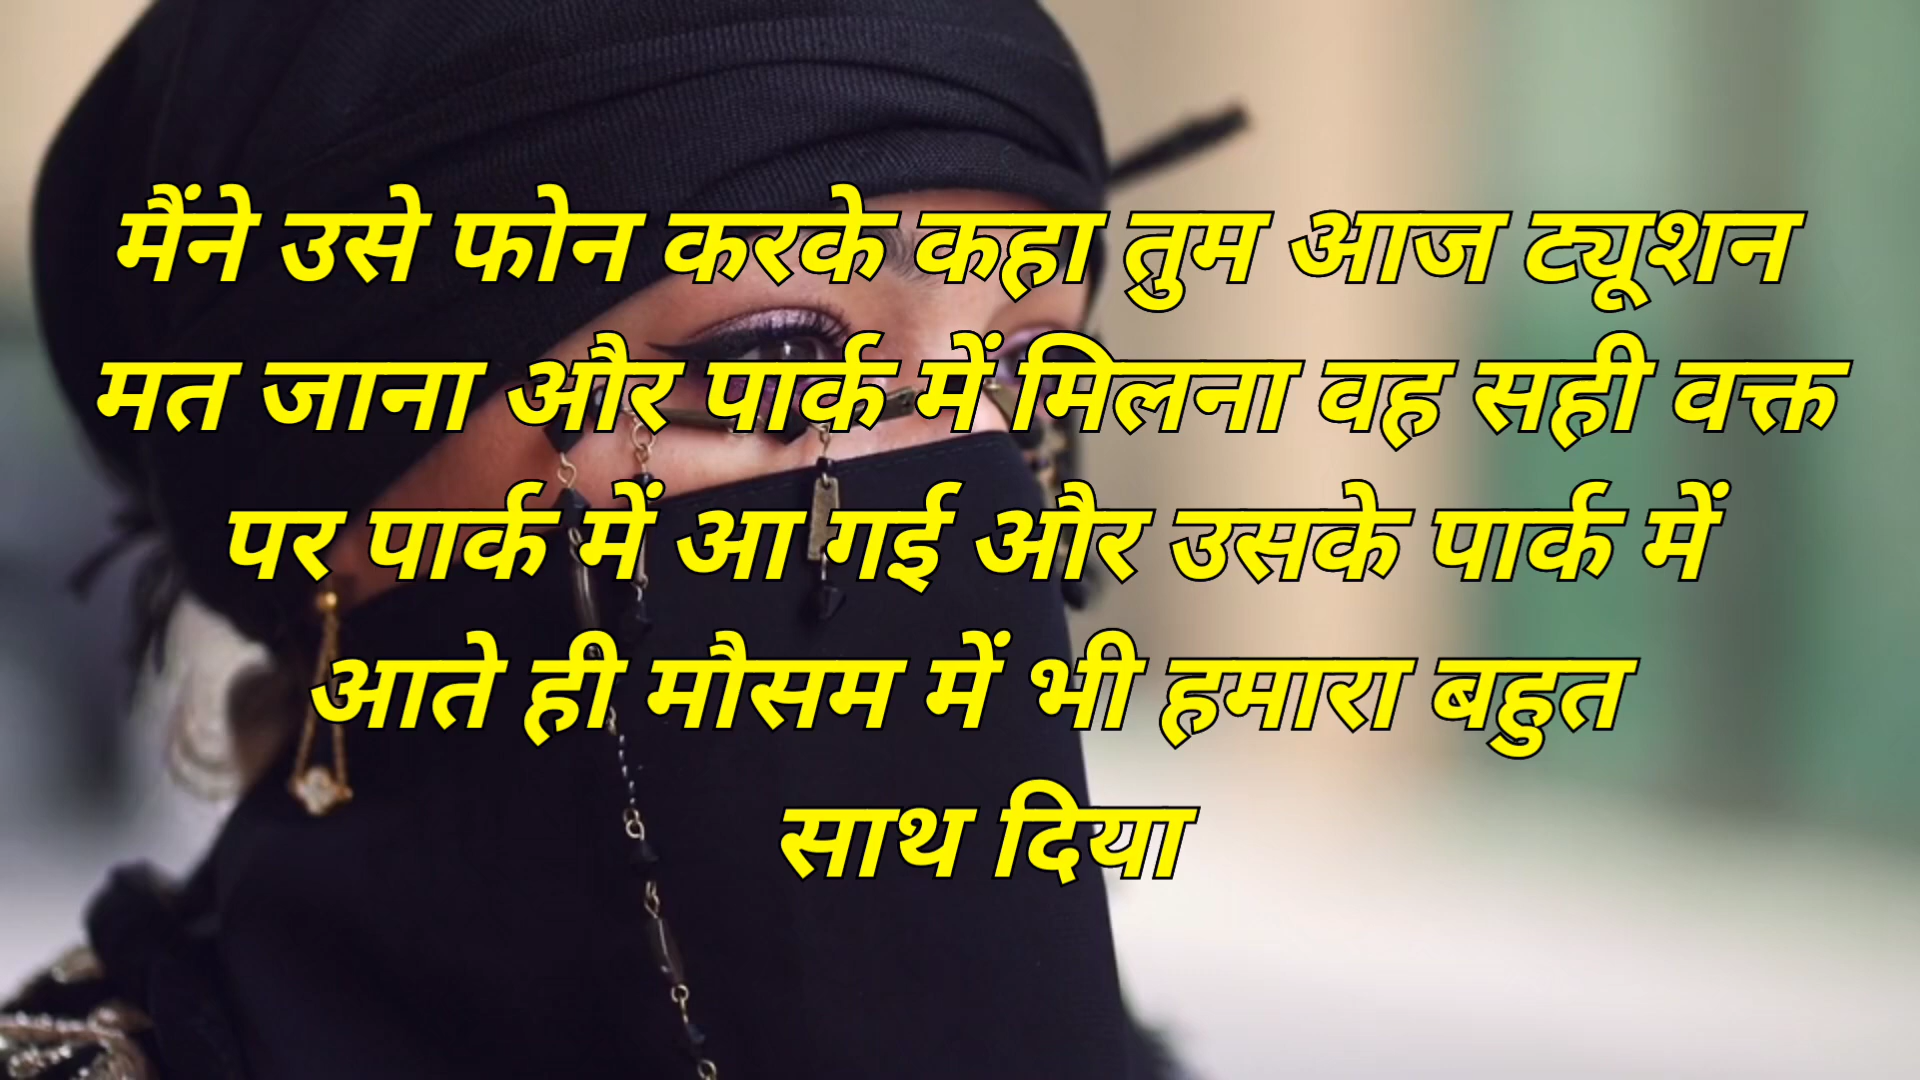 मैंने उसे फोन करके कहा तुम आज ट्यूशन
मत जाना और पार्क में मिलना वह सही वक्त
पर पार्क में आ गई और उसके पार्क में
आते ही मौसम में भी हमारा बहुत
साथ दिया